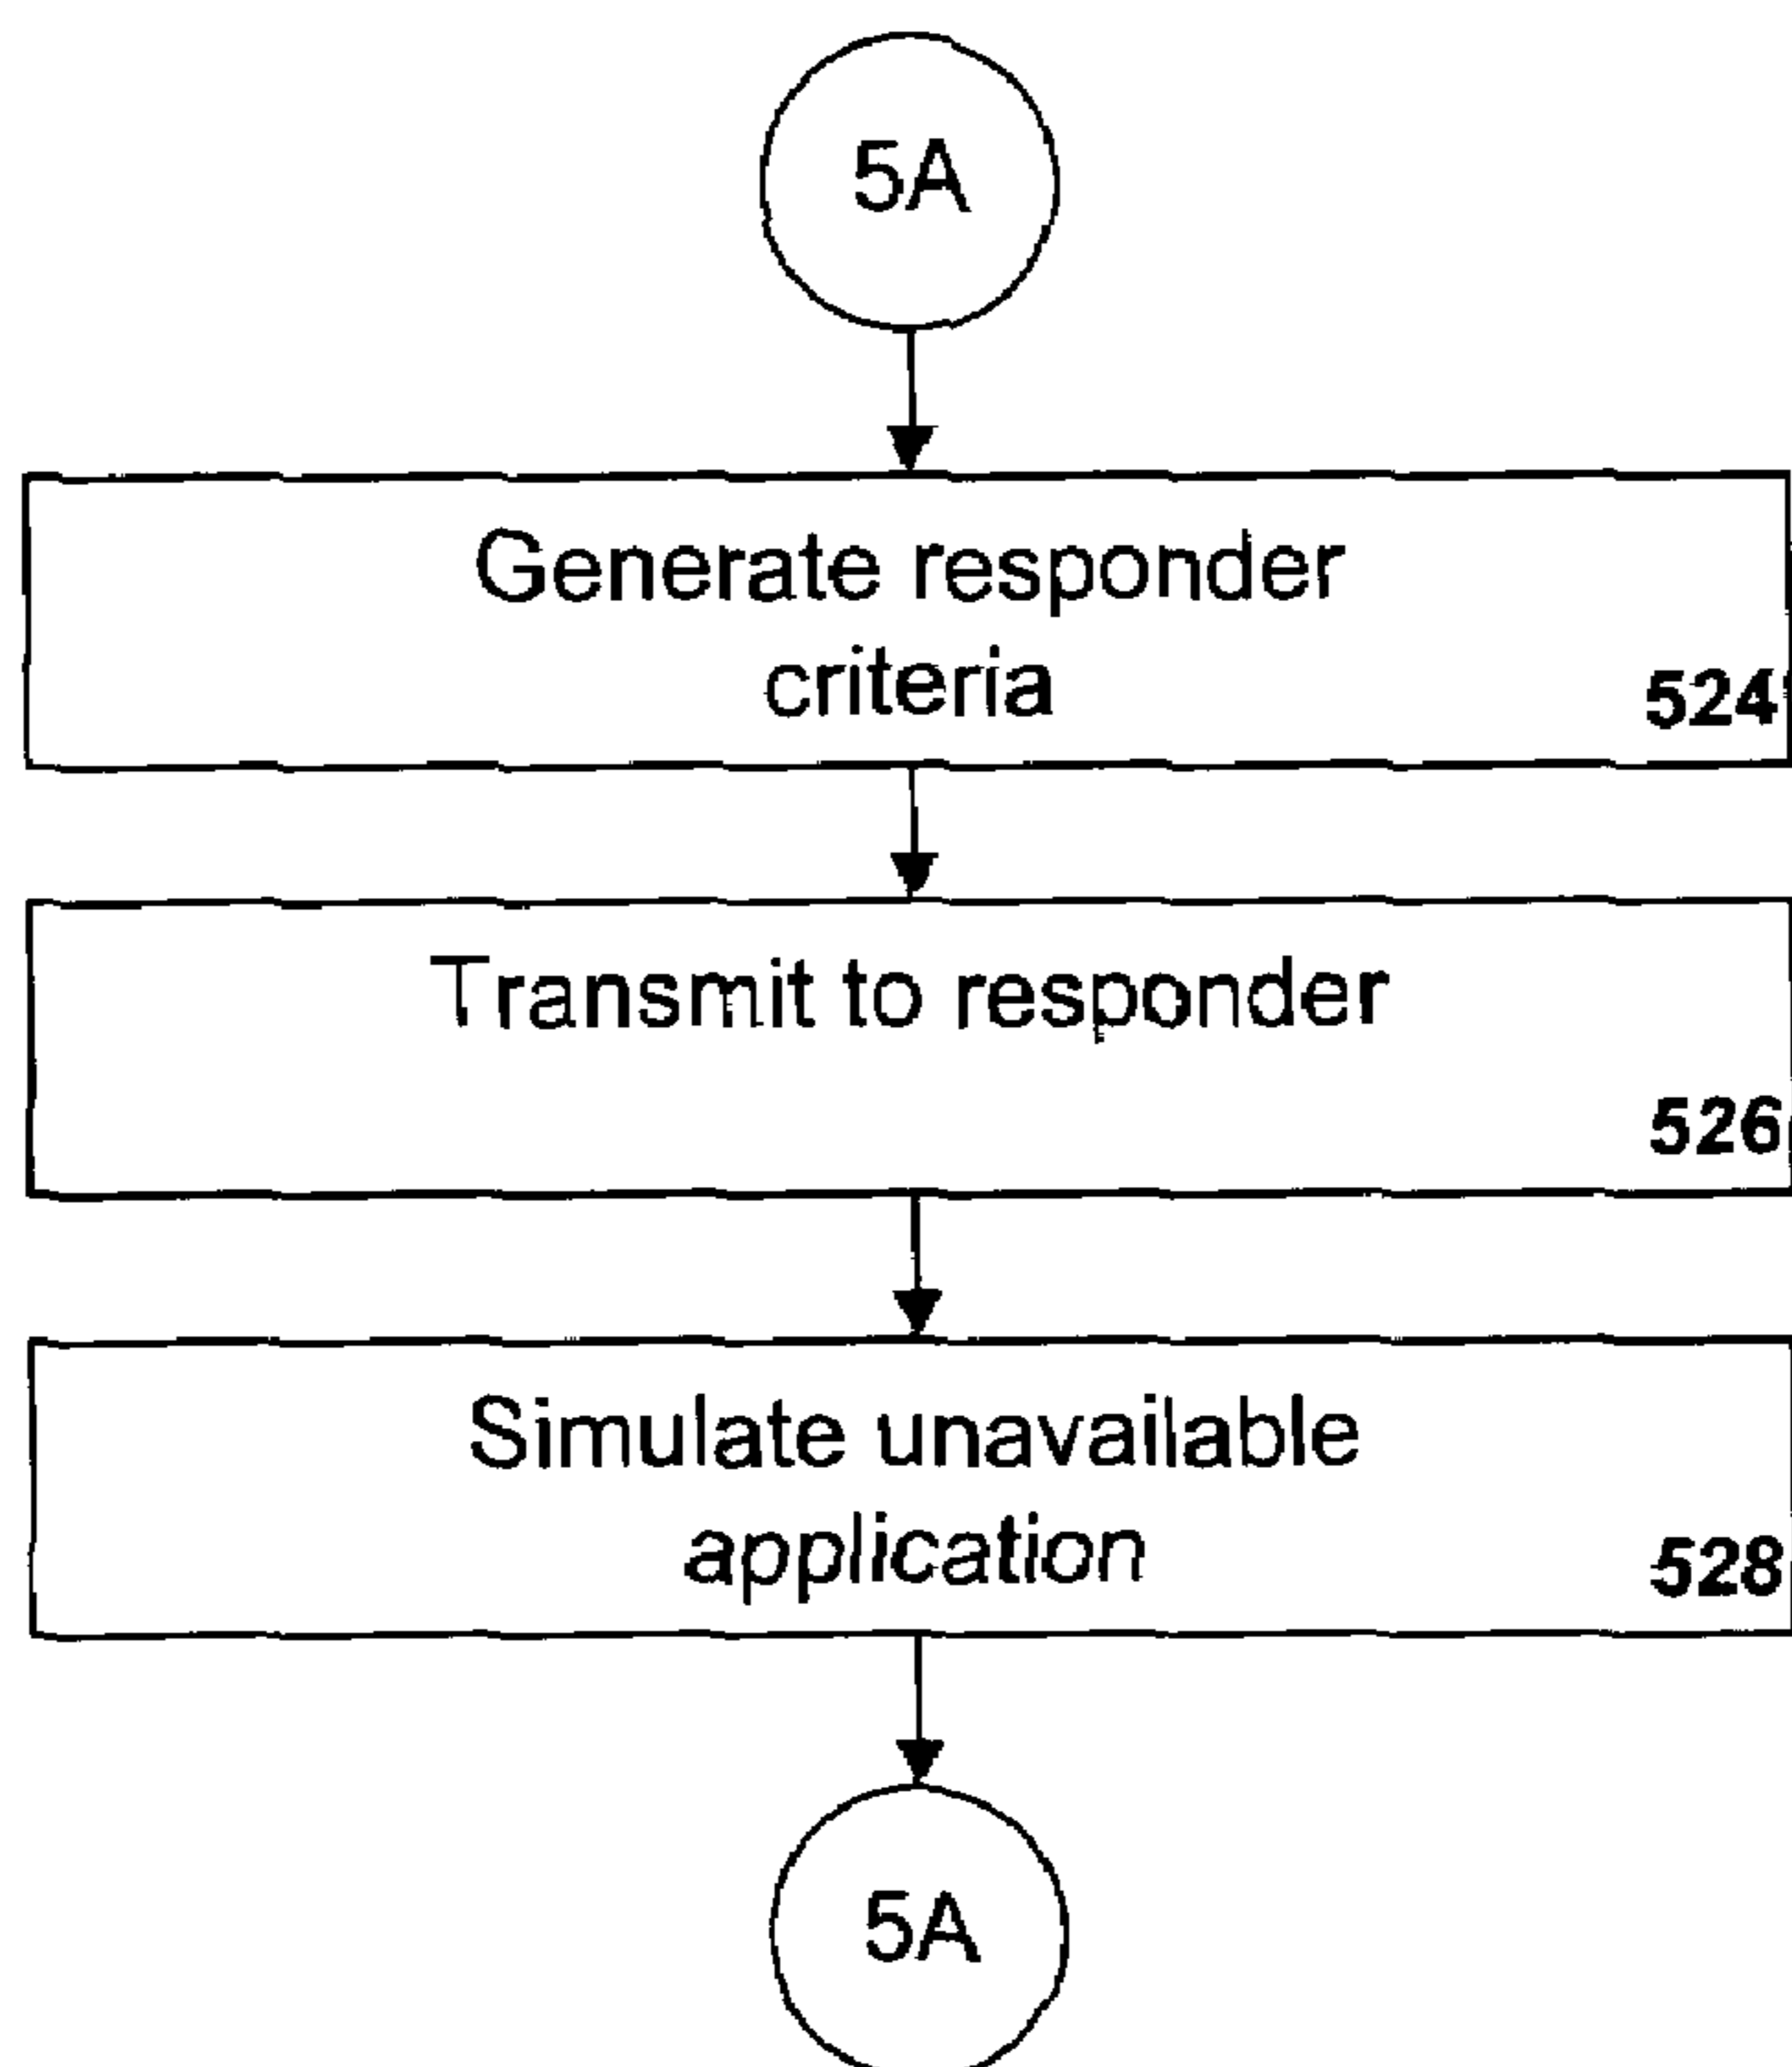 5A
Generate responder
criteria
524
Transmit to responder
526
Simulate unavailable
application
528
5A